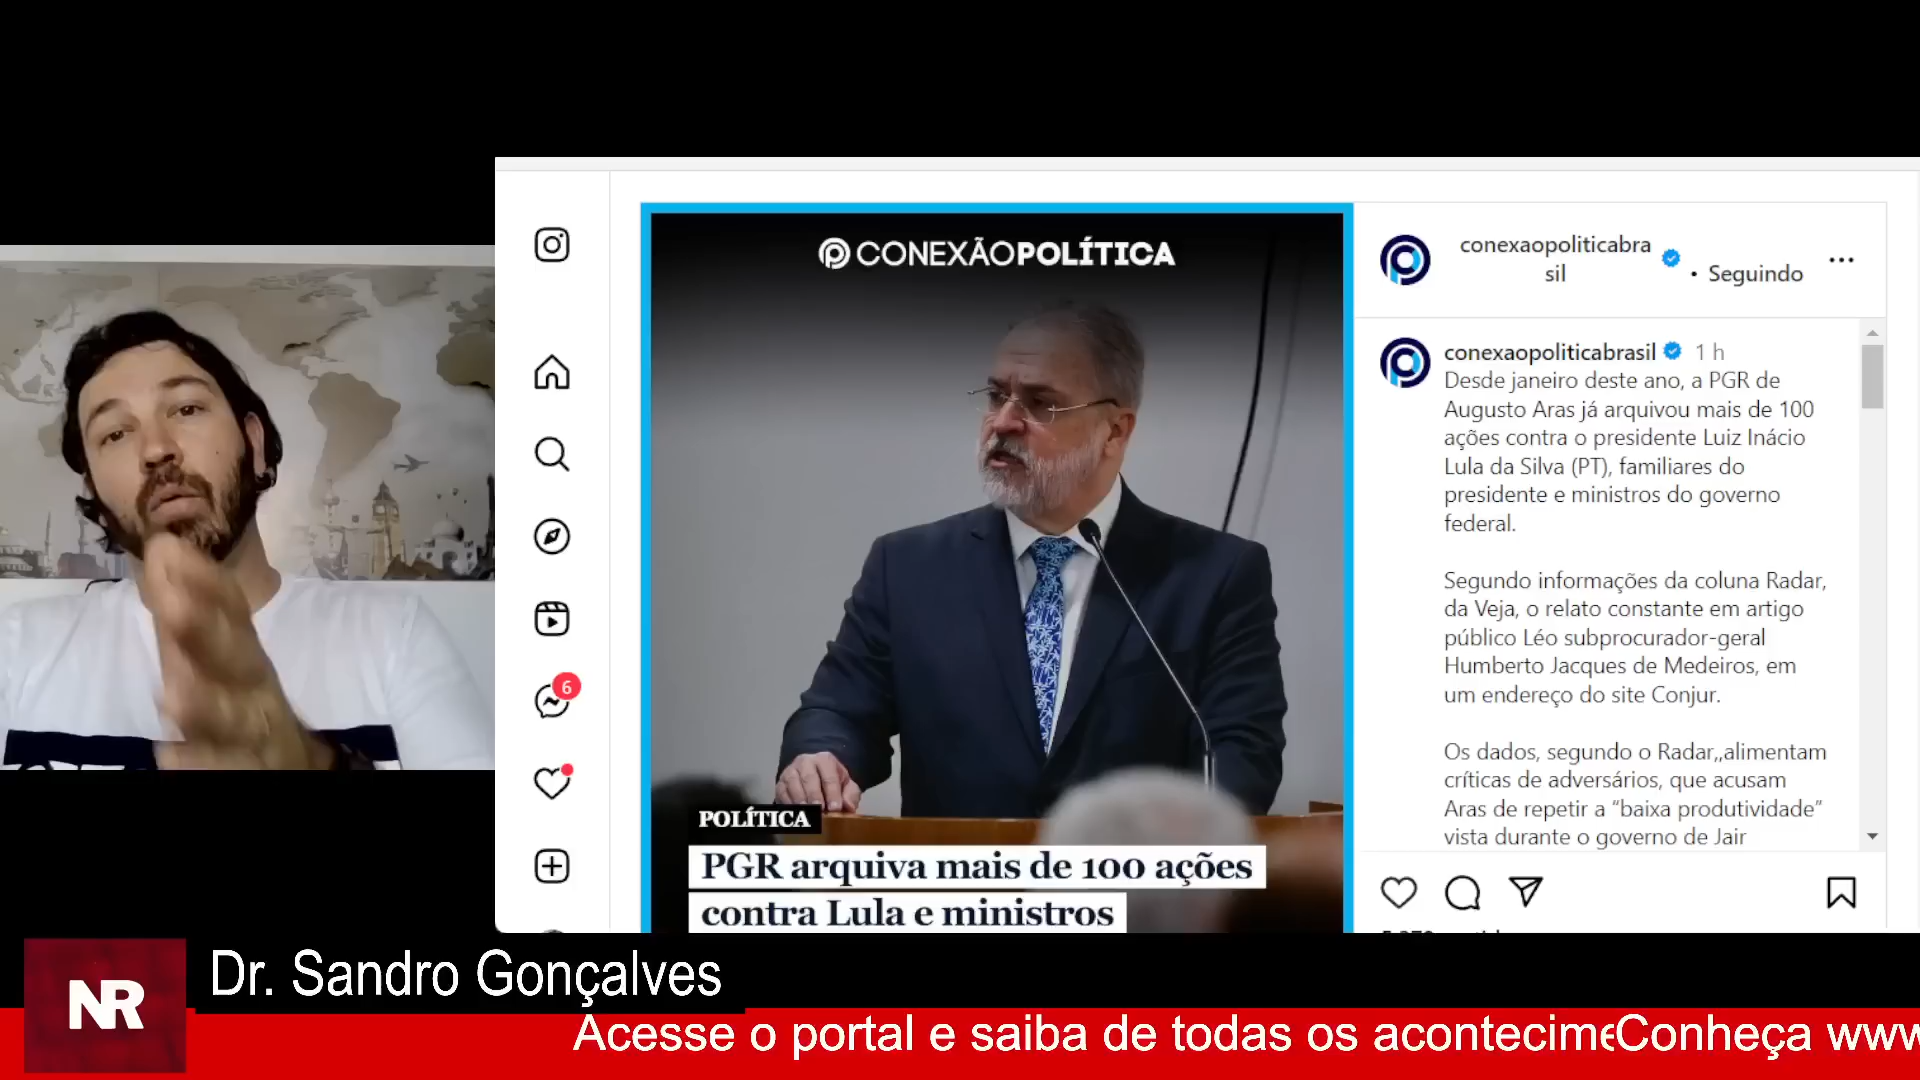 CONEXÃOPOLÍTICA
POLÍTICA
PGR arquiva mais de 100 ações
contra Lula e ministros
conexaopoliticabra
sil
• Seguindo
conexaopoliticabrasil 1 h
Desde janeiro deste ano, a PGR de
Augusto Aras já arquivou mais de 100
ações contra o presidente Luiz Inácio
Lula da Silva (PT), familiares do
presidente e ministros do governo
federal.
Segundo informações da coluna Radar,
da Veja, o relato constante em artigo
público Léo subprocurador-geral
Humberto Jacques de Medeiros, em
um endereço do site Conjur.
Os dados, segundo o Radar,,alimentam
críticas de adversários, que acusam
Aras de repetir a “baixa produtividade”
vista durante o governo de Jair
6
NR
Dr. Sandro Gonçalves
Acesse o portal e saiba de todas os acontecime Conheça www